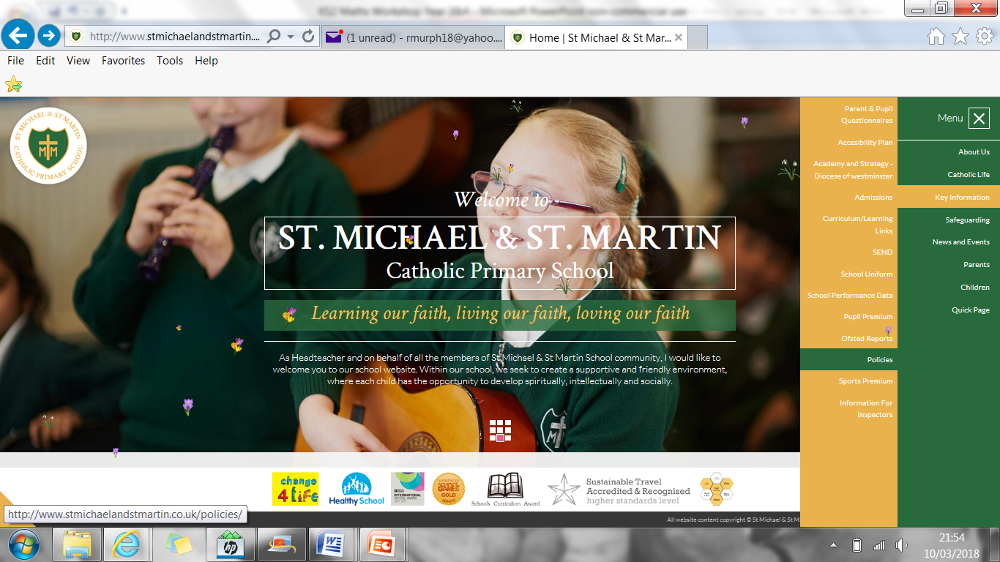 KS2 Maths Workshop Year 3&4 - Microsoft PowerPoint non-commercial use
http://www.stmichaelandstmartin....
(1 unread) - rmurph18@yahoo....
Home | St Michael & St Mar...
File Edit View Favorites Tools Help
ST MICHAEL & ST MARTIN
CATHOLIC PRIMARY SCHOOL
Welcome to
ST. MICHAEL & ST. MARTIN
Catholic Primary School
Learning our faith, living our faith, loving our faith
As Headteacher and on behalf of all the members of St Michael & St Martin School community, I would like to
welcome you to our school website. Within our school, we seek to create a supportive and friendly environment,
where each child has the opportunity to develop spiritually, intellectually and socially.
Parent & Pupil
Questionnaires
Accesibility Plan
Academy and Strategy -
Diocese of westminster
Admissions
Curriculum/Learning
Links
SEND
School Uniform
School Performance Data
Pupil Premium
Ofsted Reports
Policies
Sports Premium
Information For
Inspectors
Menu
About Us
Catholic Life
Key Information
Safeguarding
News and Events
Parents
Children
Quick Page
change
4 LiFe
Healthy School
INTERNATIONAL
SCHOOL AWARD
SCHOOL
GAMES
GOLD
Schools Curriculum Award
Sustainable Travel
Accredited & Recognised
higher standards level
http://www.stmichaelandstmartin.co.uk/policies/
All website content copyright © St Michael & St M
hp
21:54
10/03/2018